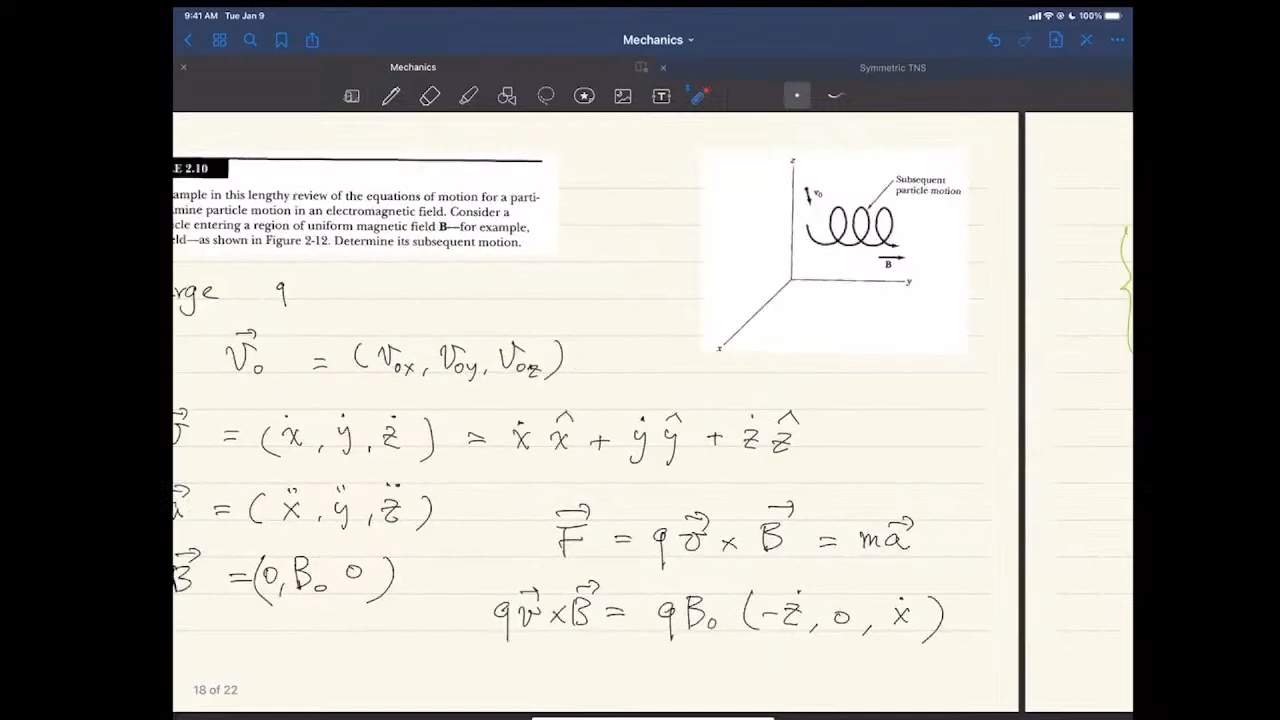 9:41 AM Tue Jan 9
100%
Mechanics
Mechanics
Symmetric TNS
E 2.10
ample in this lengthy review of the equations of motion for a parti-
mine particle motion in an electromagnetic field. Consider a
cle entering a region of uniform magnetic field B—for example,
eld—as shown in Figure 2-12. Determine its subsequent motion.
z
v₀
Subsequent
particle motion
B
y
x
arge q
v⃗₀ = (v₀ₓ, v₀y, v₀z)
v⃗ = (ẋ, ẏ, ż) = ẋ x̂ + ẏ ŷ + ż ẑ
a⃗ = (ẍ, ÿ, z̈)
F⃗ = q v⃗ × B⃗ = m a⃗
B⃗ = (0, B₀ 0)
q v⃗ × B⃗ = q B₀ (-ż, 0, ẋ)
18 of 22